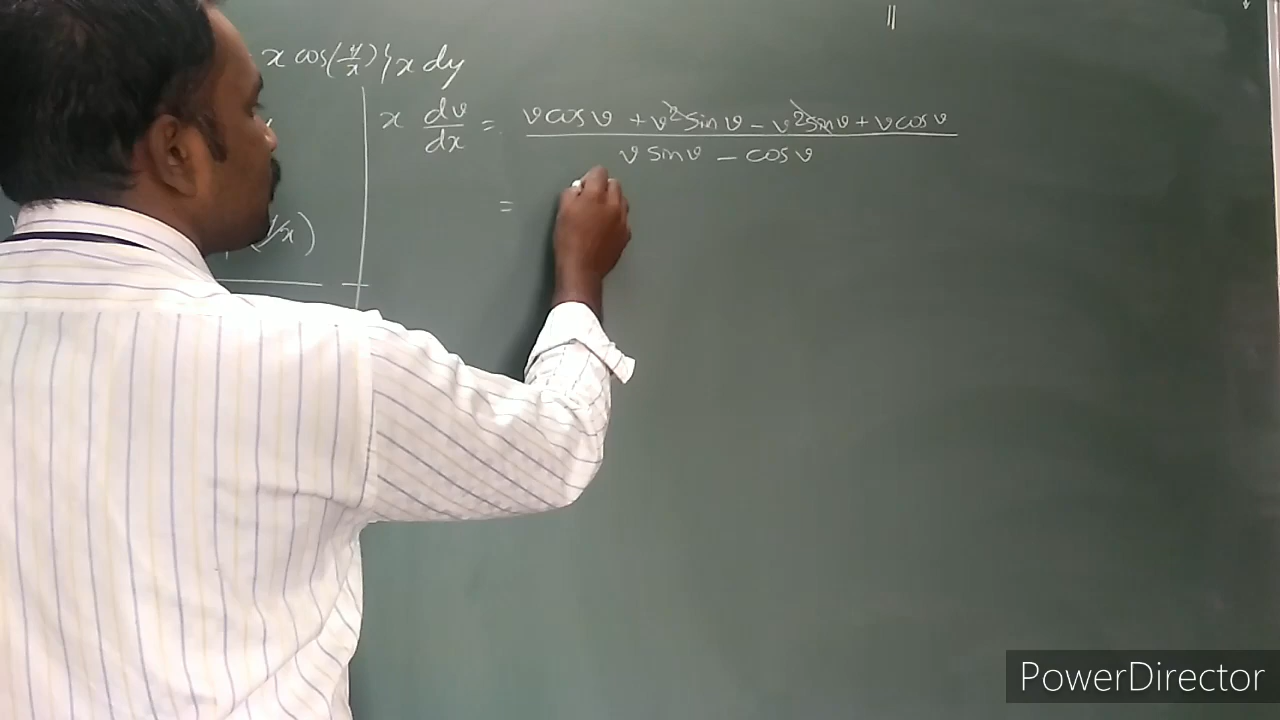 x cos(y/x)} x dy
x dv/dx = (v cos v + v² sin v - v² sin v + v cos v)/(v sin v - cos v)
=
PowerDirector